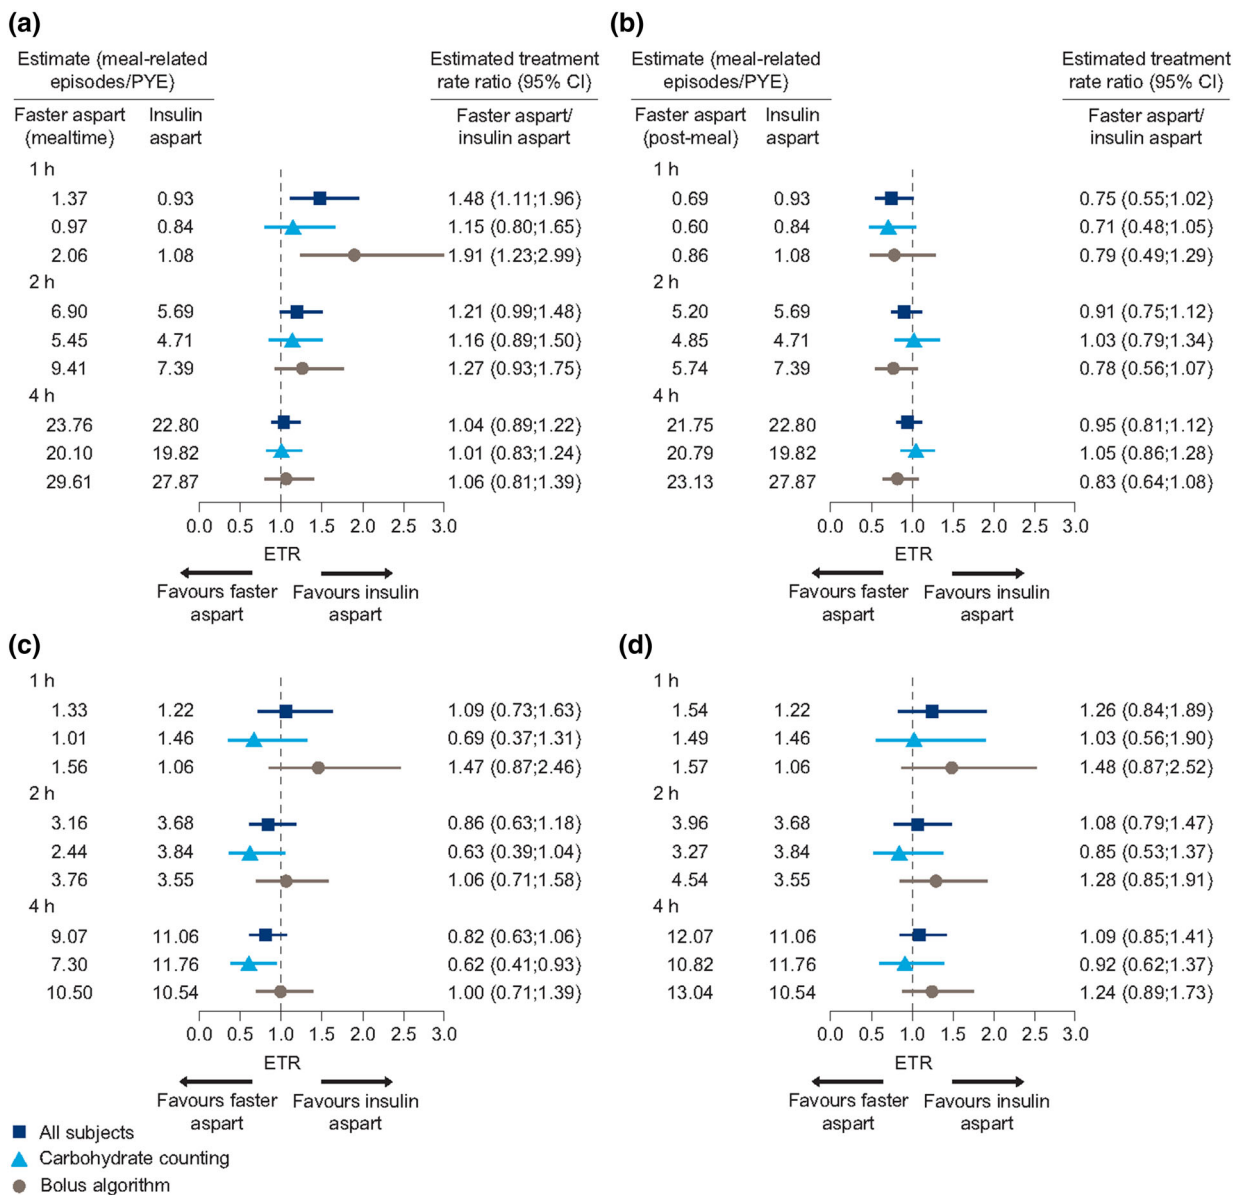 (a)
Estimate (meal-related
episodes/PYE)
Estimated treatment
rate ratio (95% CI)
Faster aspart
(mealtime)
Insulin
aspart
Faster aspart/
insulin aspart
1 h
1.37 0.93 1.48 (1.11;1.96)
0.97 0.84 1.15 (0.80;1.65)
2.06 1.08 1.91 (1.23;2.99)
2 h
6.90 5.69 1.21 (0.99;1.48)
5.45 4.71 1.16 (0.89;1.50)
9.41 7.39 1.27 (0.93;1.75)
4 h
23.76 22.80 1.04 (0.89;1.22)
20.10 19.82 1.01 (0.83;1.24)
29.61 27.87 1.06 (0.81;1.39)
0.0 0.5 1.0 1.5 2.0 2.5 3.0
ETR
Favours faster
aspart
Favours insulin
aspart
(b)
Estimate (meal-related
episodes/PYE)
Estimated treatment
rate ratio (95% CI)
Faster aspart
(post-meal)
Insulin
aspart
Faster aspart/
insulin aspart
1 h
0.69 0.93 0.75 (0.55;1.02)
0.60 0.84 0.71 (0.48;1.05)
0.86 1.08 0.79 (0.49;1.29)
2 h
5.20 5.69 0.91 (0.75;1.12)
4.85 4.71 1.03 (0.79;1.34)
5.74 7.39 0.78 (0.56;1.07)
4 h
21.75 22.80 0.95 (0.81;1.12)
20.79 19.82 1.05 (0.86;1.28)
23.13 27.87 0.83 (0.64;1.08)
0.0 0.5 1.0 1.5 2.0 2.5 3.0
ETR
Favours faster
aspart
Favours insulin
aspart
(c)
1 h
1.33 1.22 1.09 (0.73;1.63)
1.01 1.46 0.69 (0.37;1.31)
1.56 1.06 1.47 (0.87;2.46)
2 h
3.16 3.68 0.86 (0.63;1.18)
2.44 3.84 0.63 (0.39;1.04)
3.76 3.55 1.06 (0.71;1.58)
4 h
9.07 11.06 0.82 (0.63;1.06)
7.30 11.76 0.62 (0.41;0.93)
10.50 10.54 1.00 (0.71;1.39)
0.0 0.5 1.0 1.5 2.0 2.5 3.0
ETR
Favours faster
aspart
Favours insulin
aspart
(d)
1 h
1.54 1.22 1.26 (0.84;1.89)
1.49 1.46 1.03 (0.56;1.90)
1.57 1.06 1.48 (0.87;2.52)
2 h
3.96 3.68 1.08 (0.79;1.47)
3.27 3.84 0.85 (0.53;1.37)
4.54 3.55 1.28 (0.85;1.91)
4 h
12.07 11.06 1.09 (0.85;1.41)
10.82 11.76 0.92 (0.62;1.37)
13.04 10.54 1.24 (0.89;1.73)
0.0 0.5 1.0 1.5 2.0 2.5 3.0
ETR
Favours faster
aspart
Favours insulin
aspart
All subjects
Carbohydrate counting
Bolus algorithm